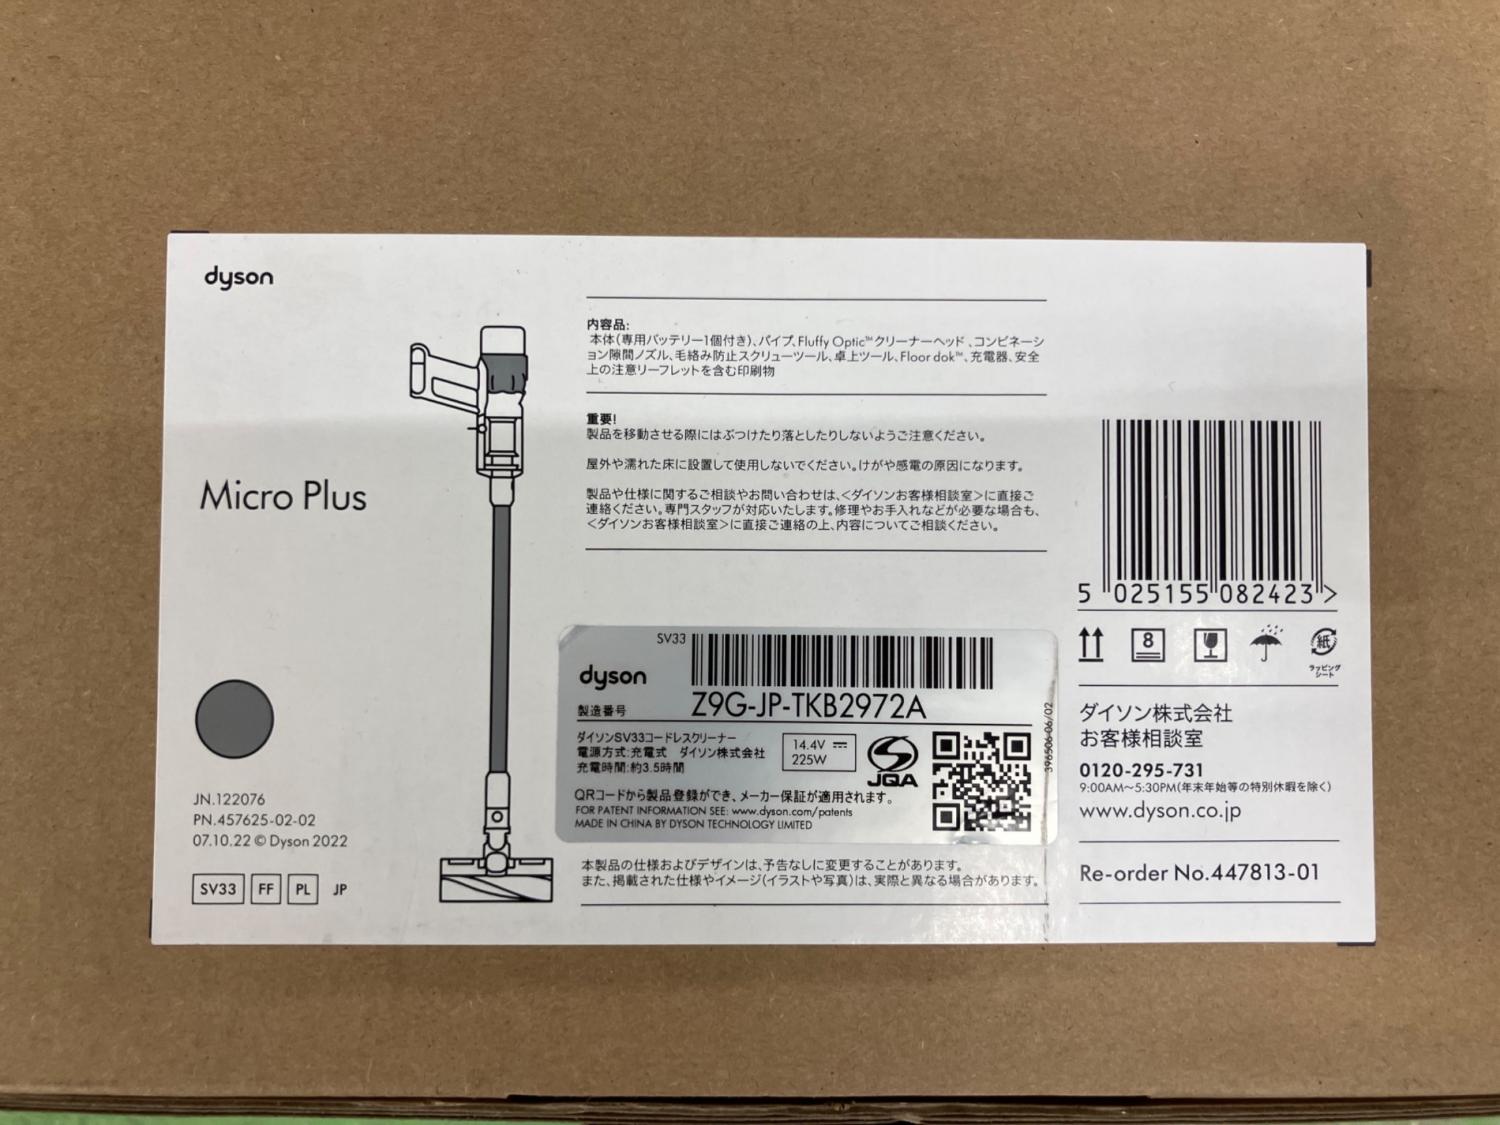 dyson
Micro Plus
JN.122076
PN.457625-02-02
07.10.22 © Dyson 2022
SV33 FF PL JP
内容品:
本体(専用バッテリー1個付き)、パイプ、Fluffy Optic™クリーナーヘッド、コンビネーシ
ョン隙間ノズル、毛絡み防止スクリューツール、卓上ツール、Floor dok™、充電器、安全
上の注意リーフレットを含む印刷物
重要!
製品を移動させる際にはぶつけたり落としたりしないようご注意ください。
屋外や濡れた床に設置して使用しないでください。けがや感電の原因になります。
製品や仕様に関するご相談やお問い合わせは、<ダイソンお客様相談室>に直接ご
連絡ください。専門スタッフが対応いたします。修理やお手入れなどが必要な場合も、
<ダイソンお客様相談室>に直接ご連絡の上、内容についてご相談ください。
SV33
dyson
製造番号
Z9G-JP-TKB2972A
ダイソンSV33コードレスクリーナー
電源方式:充電式 ダイソン株式会社
充電時間:約3.5時間
14.4V
225W
JQA
396506-06/02
QRコードから製品登録ができ、メーカー保証が適用されます。
FOR PATENT INFORMATION SEE: www.dyson.com/patents
MADE IN CHINA BY DYSON TECHNOLOGY LIMITED
本製品の仕様およびデザインは、予告なしに変更することがあります。
また、掲載された仕様やイメージ(イラストや写真)は、実際と異なる場合があります。
5 025155 082423 >
8
紙
ラッピング
シート
ダイソン株式会社
お客様相談室
0120-295-731
9:00AM〜5:30PM(年末年始等の特別休暇を除く)
www.dyson.co.jp
Re-order No.447813-01